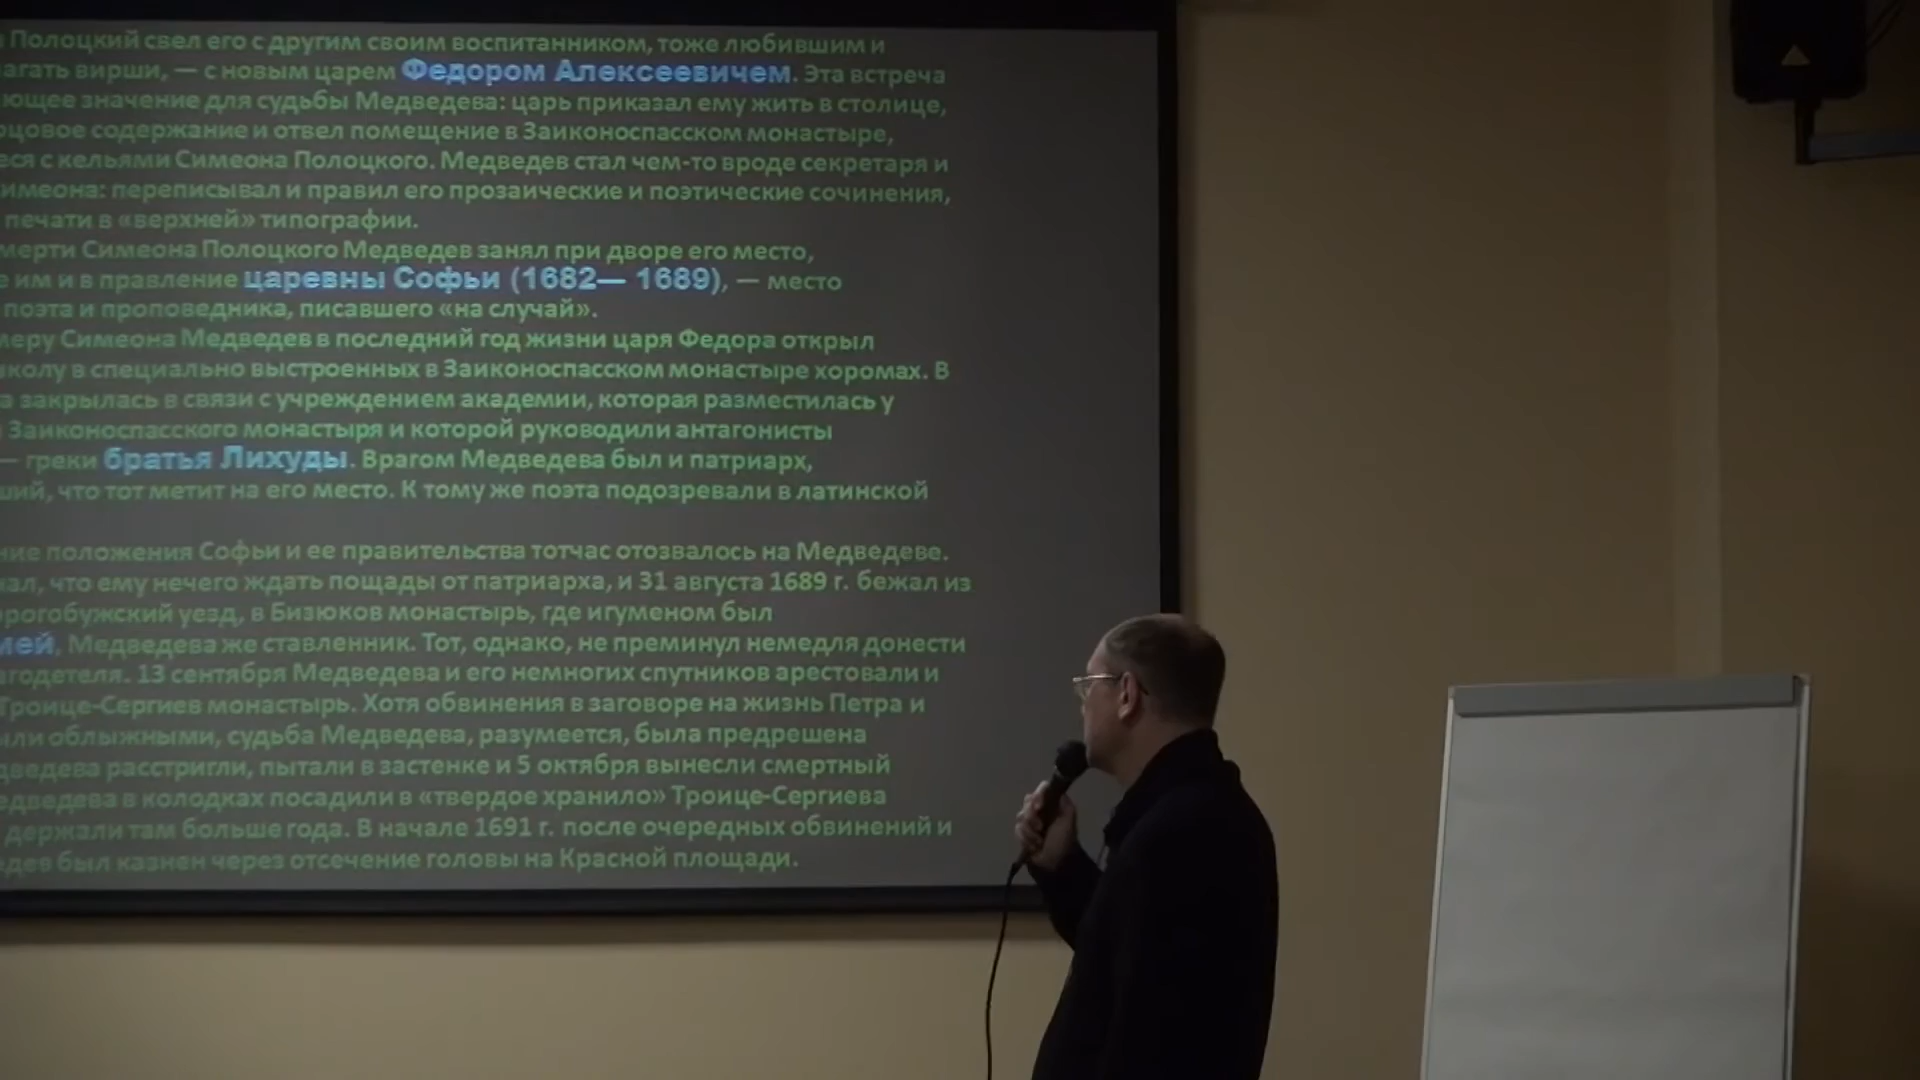 Полоцкий свел его с другим своим воспитанником, тоже любившим и
лагать вирши, — с новым царем Федором Алексеевичем. Эта встреча
ющее значение для судьбы Медведева: царь приказал ему жить в столице,
рцовое содержание и отвел помещение в Заиконоспасском монастыре,
еся с кельями Симеона Полоцкого. Медведев стал чем-то вроде секретаря и
имеона: переписывал и правил его прозаические и поэтические сочинения,
печати в «верхней» типографии.
мерти Симеона Полоцкого Медведев занял при дворе его место,
е им и в правление царевны Софьи (1682— 1689), — место
поэта и проповедника, писавшего «на случай».
меру Симеона Медведев в последний год жизни царя Федора открыл
школу в специально выстроенных в Заиконоспасском монастыре хоромах. В
а закрылась в связи с учреждением академии, которая разместилась у
Заиконоспасского монастыря и которой руководили антагонисты
— греки братья Лихуды. Врагом Медведева был и патриарх,
ший, что тот метит на его место. К тому же поэта подозревали в латинской
ние положения Софьи и ее правительства тотчас отозвалось на Медведеве.
мал, что ему нечего ждать пощады от патриарха, и 31 августа 1689 г. бежал из
орогобужский уезд, в Бизюков монастырь, где игуменом был
мей, Медведева же ставленник. Тот, однако, не преминул немедля донести
агодетеля. 13 сентября Медведева и его немногих спутников арестовали и
Троице-Сергиев монастырь. Хотя обвинения в заговоре на жизнь Петра и
ыли облыжными, судьба Медведева, разумеется, была предрешена
дведева расстригли, пытали в застенке и 5 октября вынесли смертный
едведева в колодках посадили в «твердое хранило» Троице-Сергиева
держали там больше года. В начале 1691 г. после очередных обвинений и
дев был казнен через отсечение головы на Красной площади.